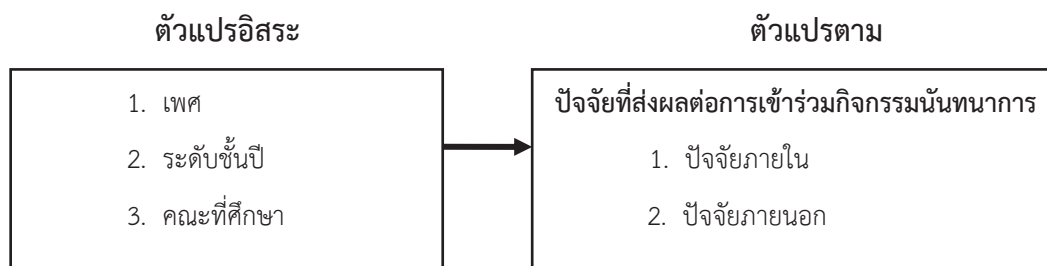 ตัวแปรอิสระ
1. เพศ
2. ระดับชั้นปี
3. คณะที่ศึกษา
ตัวแปรตาม
ปัจจัยที่ส่งผลต่อการเข้าร่วมกิจกรรมนันทนาการ
1. ปัจจัยภายใน
2. ปัจจัยภายนอก